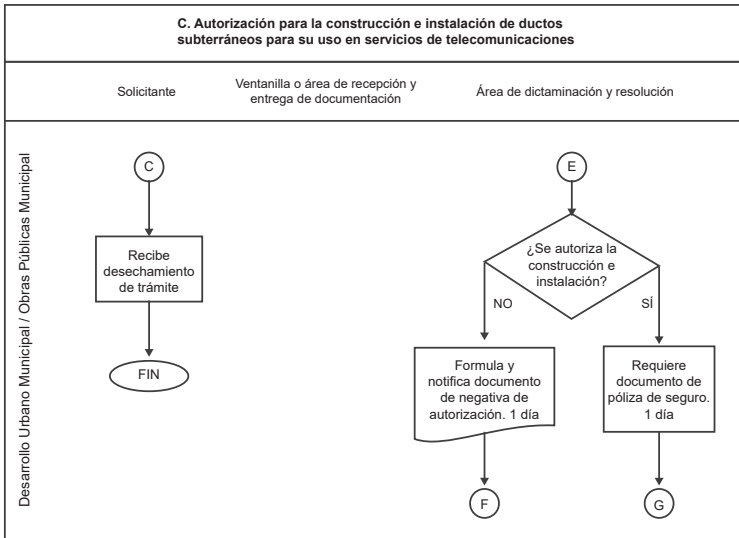 C. Autorización para la construcción e instalación de ductos
subterráneos para su uso en servicios de telecomunicaciones
Solicitante
Ventanilla o área de recepción y
entrega de documentación
Área de dictaminación y resolución
Desarrollo Urbano Municipal / Obras Públicas Municipal
C
Recibe
desechamiento
de trámite
FIN
E
¿Se autoriza la
construcción e
instalación?
NO
SÍ
Formula y
notifica documento
de negativa de
autorización. 1 día
Requiere
documento de
póliza de seguro.
1 día
F
G